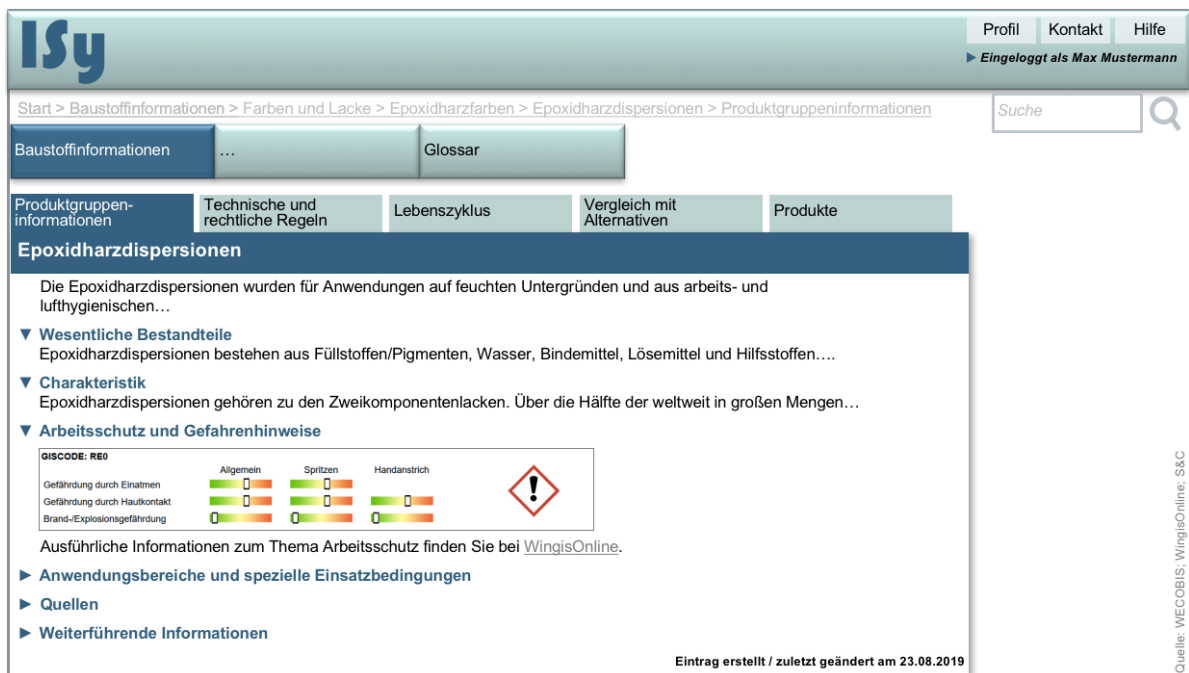 ISy
Profil Kontakt Hilfe
► Eingeloggt als Max Mustermann
Start > Baustoffinformationen > Farben und Lacke > Epoxidharzfarben > Epoxidharzdispersionen > Produktgruppeninformationen
Suche
Baustoffinformationen … Glossar
Produktgruppen-
informationen
Technische und
rechtliche Regeln
Lebenszyklus
Vergleich mit
Alternativen
Produkte
Epoxidharzdispersionen
Die Epoxidharzdispersionen wurden für Anwendungen auf feuchten Untergründen und aus arbeits- und
lufthygienischen…
▼ Wesentliche Bestandteile
Epoxidharzdispersionen bestehen aus Füllstoffen/Pigmenten, Wasser, Bindemittel, Lösemittel und Hilfsstoffen….
▼ Charakteristik
Epoxidharzdispersionen gehören zu den Zweikomponentenlacken. Über die Hälfte der weltweit in großen Mengen…
▼ Arbeitsschutz und Gefahrenhinweise
GISCODE: RE0
Allgemein Spritzen Handanstrich
Gefährdung durch Einatmen
Gefährdung durch Hautkontakt
Brand-/Explosionsgefährdung
Ausführliche Informationen zum Thema Arbeitsschutz finden Sie bei WingisOnline.
► Anwendungsbereiche und spezielle Einsatzbedingungen
► Quellen
► Weiterführende Informationen
Eintrag erstellt / zuletzt geändert am 23.08.2019
Quelle: WECOBIS; WingisOnline; S&C